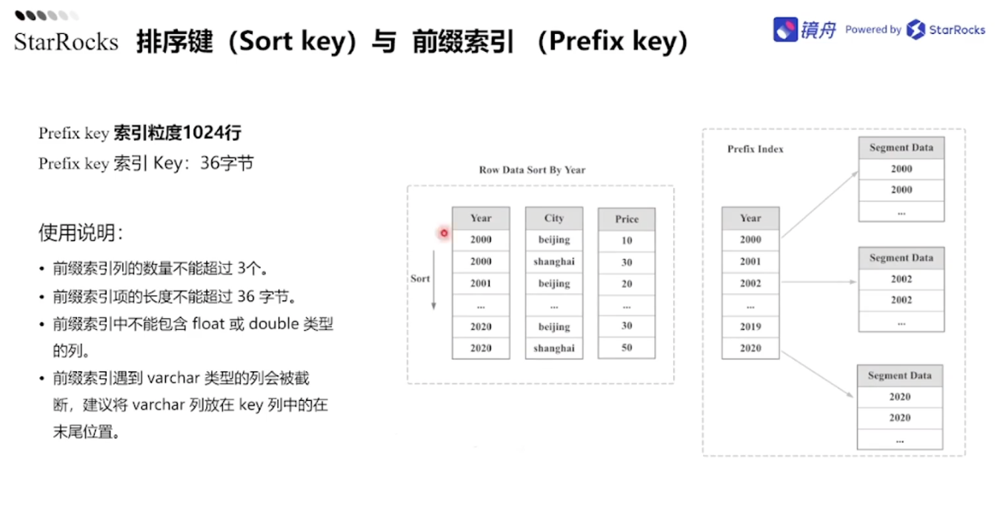 StarRocks 排序键（Sort key）与 前缀索引 （Prefix key）
镜舟 Powered by StarRocks
Prefix key 索引粒度1024行
Prefix key 索引 Key：36字节
使用说明：
• 前缀索引列的数量不能超过 3个。
• 前缀索引项的长度不能超过 36 字节。
• 前缀索引中不能包含 float 或 double 类型
的列。
• 前缀索引遇到 varchar 类型的列会被截
断，建议将 varchar 列放在 key 列中的在
末尾位置。
Row Data Sort By Year
Sort
Year City Price
2000 beijing 10
2000 shanghai 30
2001 beijing 20
... ... ...
2020 beijing 30
2020 shanghai 50
Prefix Index
Year
2000
2001
2002
...
2019
2020
Segment Data
2000
2000
...
Segment Data
2002
2002
...
Segment Data
2020
2020
...